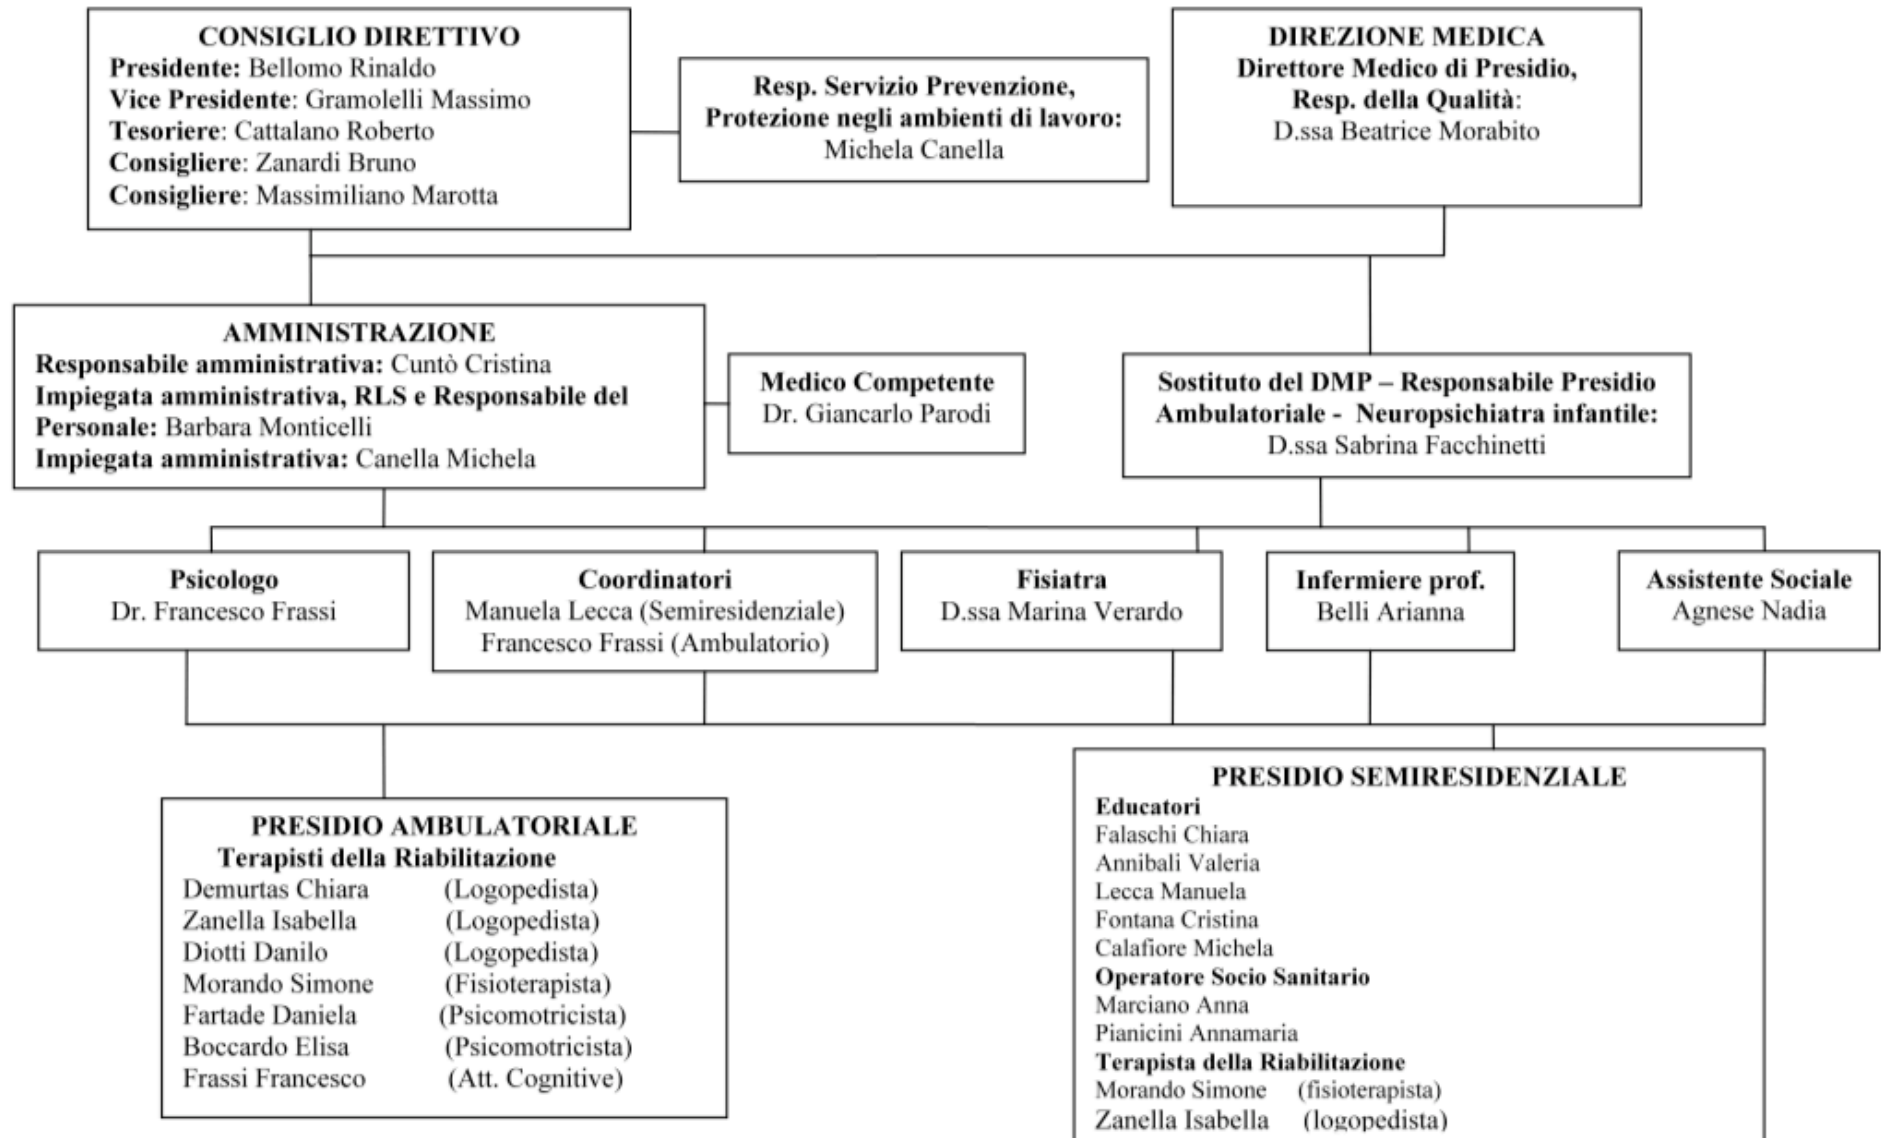 CONSIGLIO DIRETTIVO
Presidente: Bellomo Rinaldo
Vice Presidente: Gramolelli Massimo
Tesoriere: Cattalano Roberto
Consigliere: Zanardi Bruno
Consigliere: Massimiliano Marotta
Resp. Servizio Prevenzione,
Protezione negli ambienti di lavoro:
Michela Canella
DIREZIONE MEDICA
Direttore Medico di Presidio,
Resp. della Qualità:
D.ssa Beatrice Morabito
AMMINISTRAZIONE
Responsabile amministrativa: Cuntò Cristina
Impiegata amministrativa, RLS e Responsabile del
Personale: Barbara Monticelli
Impiegata amministrativa: Canella Michela
Medico Competente
Dr. Giancarlo Parodi
Sostituto del DMP – Responsabile Presidio
Ambulatoriale - Neuropsichiatra infantile:
D.ssa Sabrina Facchinetti
Psicologo
Dr. Francesco Frassi
Coordinatori
Manuela Lecca (Semiresidenziale)
Francesco Frassi (Ambulatorio)
Fisiatra
D.ssa Marina Verardo
Infermiere prof.
Belli Arianna
Assistente Sociale
Agnese Nadia
PRESIDIO AMBULATORIALE
Terapisti della Riabilitazione
Demurtas Chiara (Logopedista)
Zanella Isabella (Logopedista)
Diotti Danilo (Logopedista)
Morando Simone (Fisioterapista)
Fartade Daniela (Psicomotricista)
Boccardo Elisa (Psicomotricista)
Frassi Francesco (Att. Cognitive)
PRESIDIO SEMIRESIDENZIALE
Educatori
Falaschi Chiara
Annibali Valeria
Lecca Manuela
Fontana Cristina
Calafiore Michela
Operatore Socio Sanitario
Marciano Anna
Pianicini Annamaria
Terapista della Riabilitazione
Morando Simone (fisioterapista)
Zanella Isabella (logopedista)